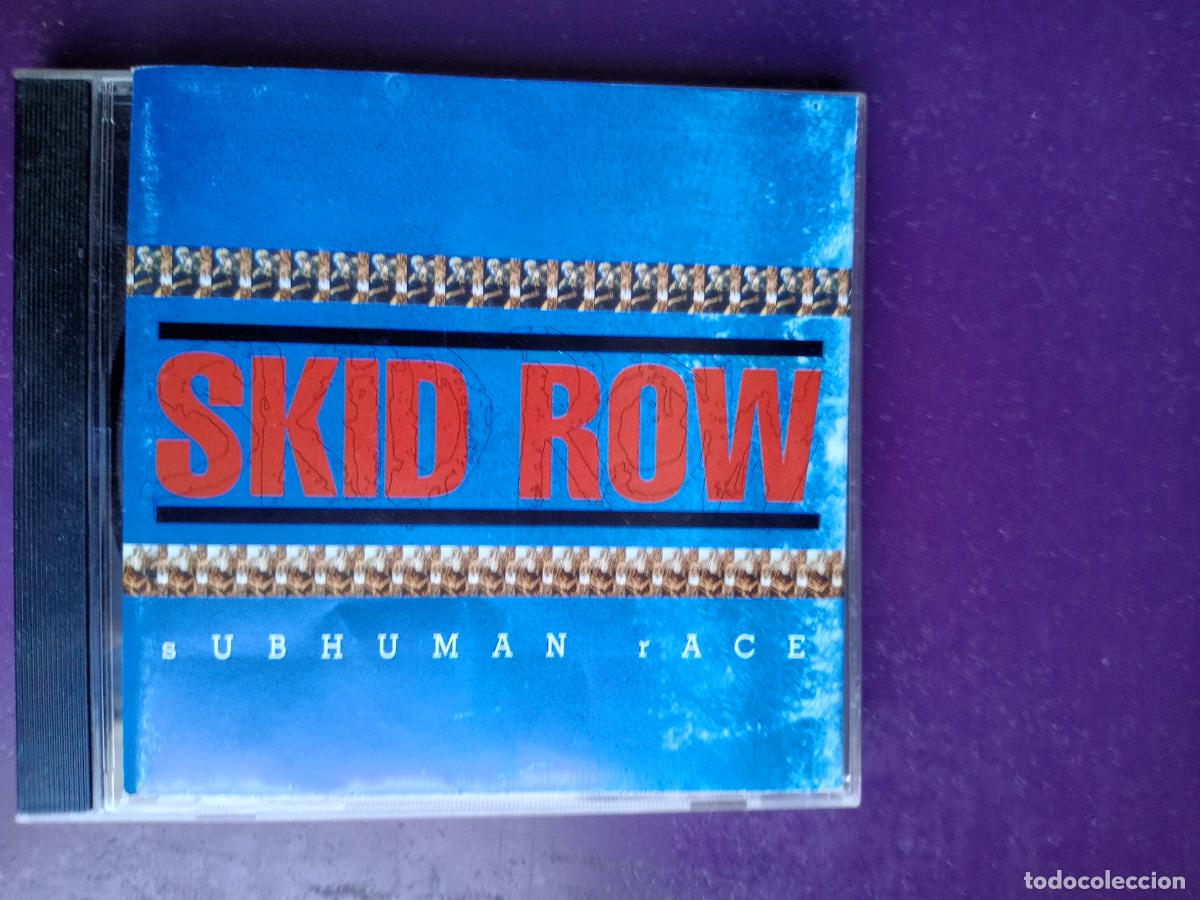 SKID ROW
sUBHUMAN rACE
todocoleccion